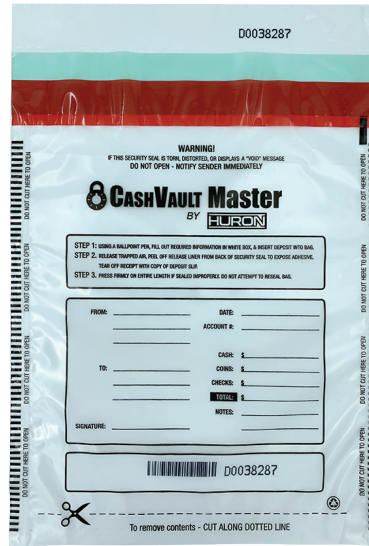 D0038287
WARNING!
IF THIS SECURITY SEAL IS TORN, DISTORTED, OR DISPLAYS A "VOID" MESSAGE
DO NOT OPEN - NOTIFY SENDER IMMEDIATELY
CASHVAULT Master
BY HURON
STEP 1: USING A BALLPOINT PEN, FILL OUT REQUIRED INFORMATION IN WHITE BOX, & INSERT DEPOSIT INTO BAG.
STEP 2. RELEASE TRAPPED AIR, PEEL OFF RELEASE LINER FROM BACK OF SECURITY SEAL TO EXPOSE ADHESIVE.
TEAR OFF RECEIPT WITH COPY OF DEPOSIT SLIP.
STEP 3. PRESS FIRMLY ON ENTIRE LENGTH IF SEALED IMPROPERLY. DO NOT ATTEMPT TO RESEAL BAG.
FROM:
DATE:
ACCOUNT #:
CASH: $
TO:
COINS: $
CHECKS: $
TOTAL: $
NOTES:
SIGNATURE:
D0038287
To remove contents - CUT ALONG DOTTED LINE
DO NOT CUT HERE TO OPEN
DO NOT CUT HERE TO OPEN
DO NOT CUT HERE TO OPEN
DO NOT CUT HERE TO OPEN
DO NOT CUT HERE TO OPEN
DO NOT CUT HERE TO OPEN